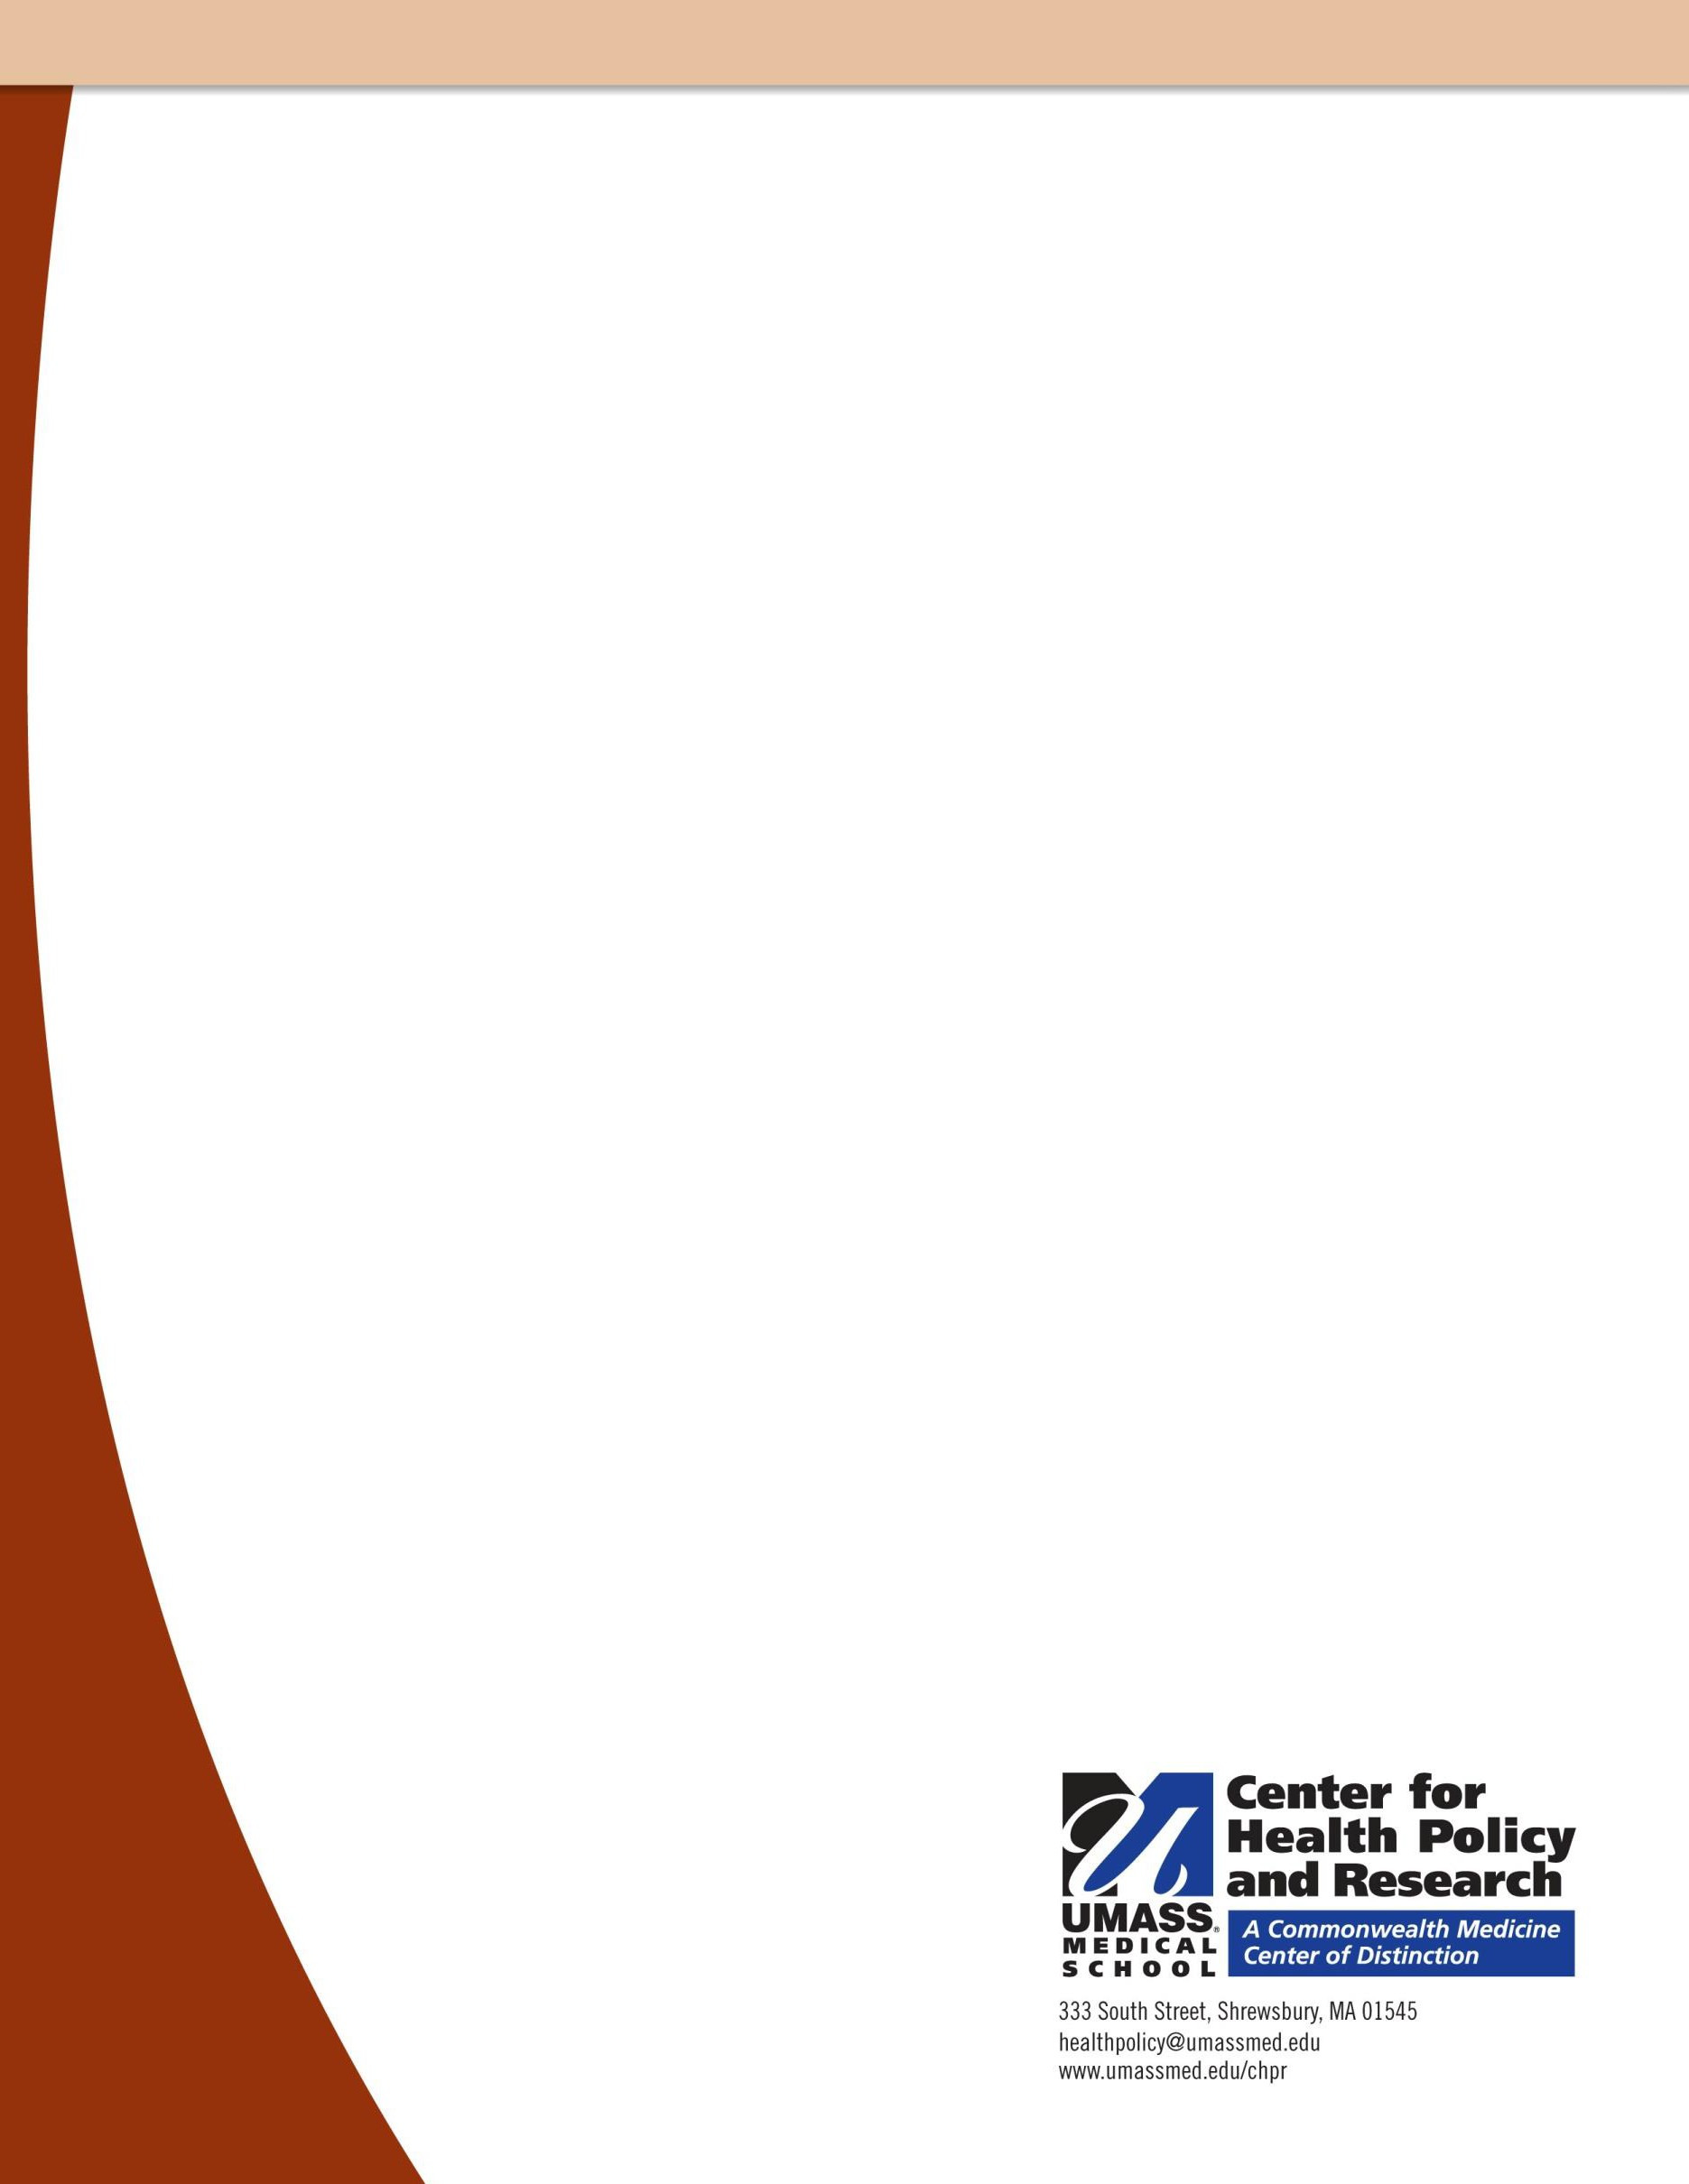 Center for
Health Policy
and Research
UMASS®
MEDICAL
SCHOOL
A Commonwealth Medicine
Center of Distinction
333 South Street, Shrewsbury, MA 01545
healthpolicy@umassmed.edu
www.umassmed.edu/chpr